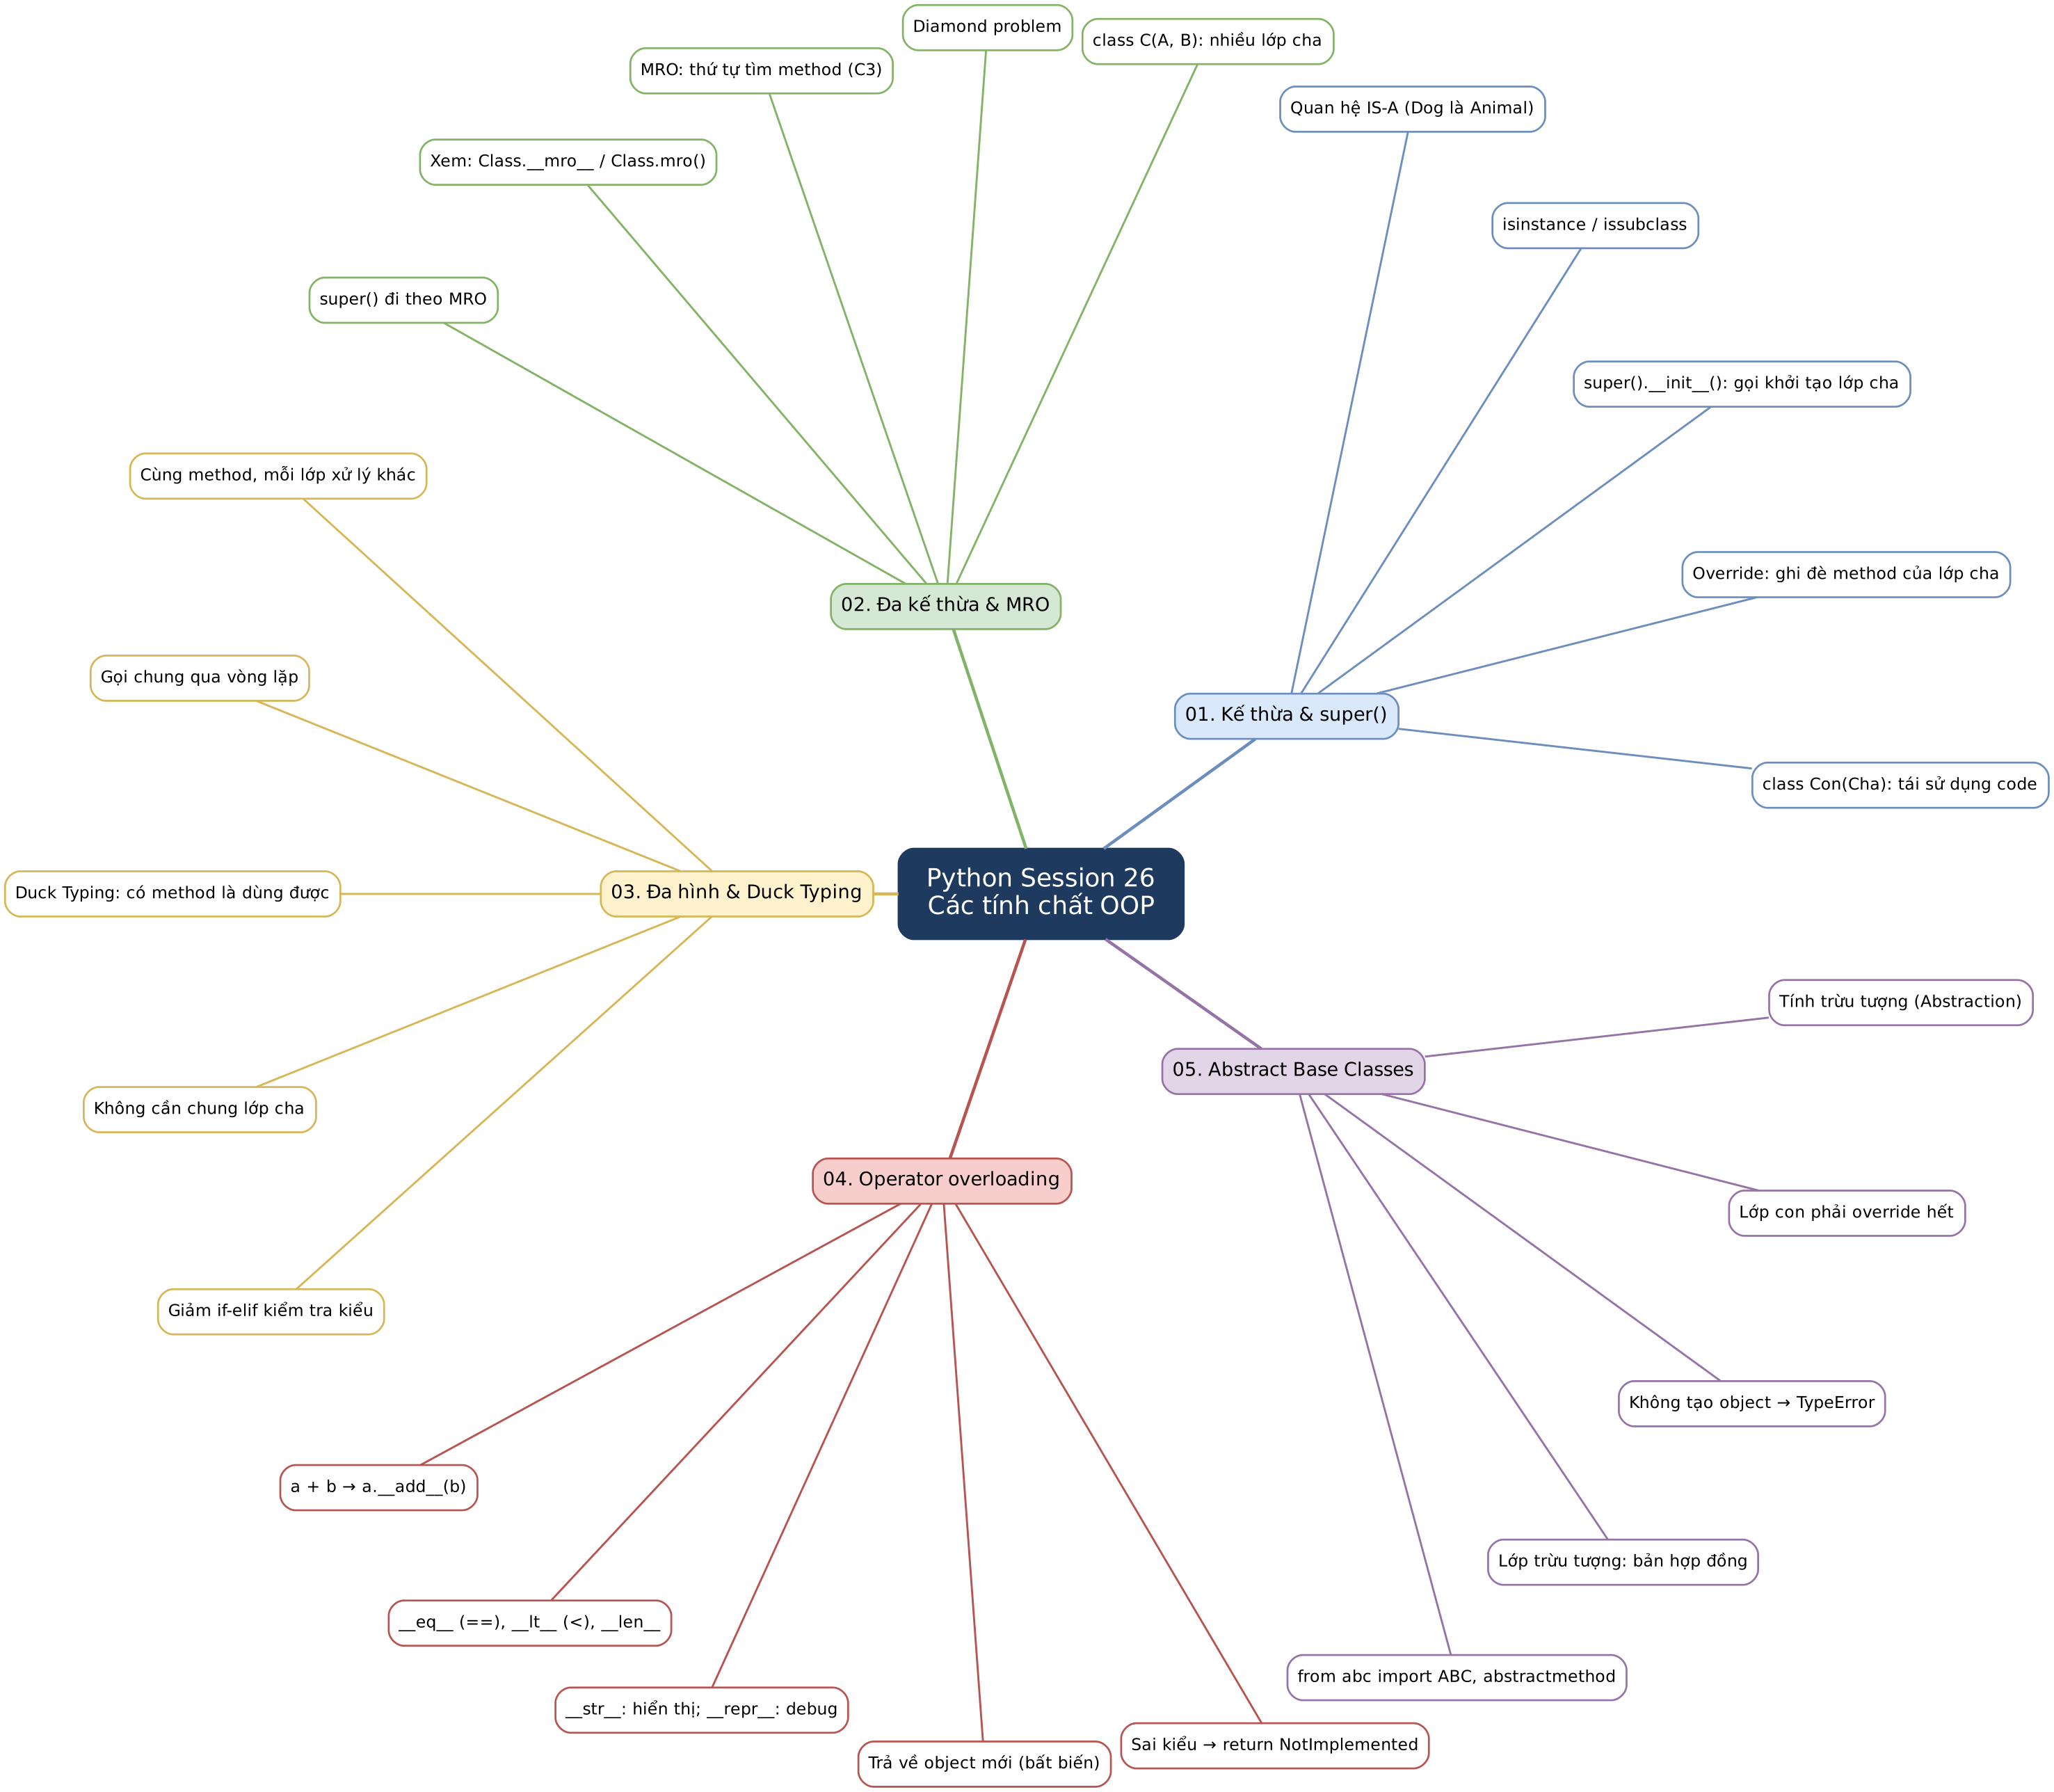 Python Session 26
Các tính chất OOP
01. Kế thừa & super()
class Con(Cha): tái sử dụng code
Override: ghi đè method của lớp cha
super().__init__(): gọi khởi tạo lớp cha
isinstance / issubclass
Quan hệ IS-A (Dog là Animal)
02. Đa kế thừa & MRO
class C(A, B): nhiều lớp cha
Diamond problem
MRO: thứ tự tìm method (C3)
Xem: Class.__mro__ / Class.mro()
super() đi theo MRO
03. Đa hình & Duck Typing
Cùng method, mỗi lớp xử lý khác
Gọi chung qua vòng lặp
Duck Typing: có method là dùng được
Không cần chung lớp cha
Giảm if-elif kiểm tra kiểu
04. Operator overloading
a + b → a.__add__(b)
__eq__ (==), __lt__ (<), __len__
__str__: hiển thị; __repr__: debug
Trả về object mới (bất biến)
Sai kiểu → return NotImplemented
05. Abstract Base Classes
from abc import ABC, abstractmethod
Lớp trừu tượng: bản hợp đồng
Không tạo object → TypeError
Lớp con phải override hết
Tính trừu tượng (Abstraction)